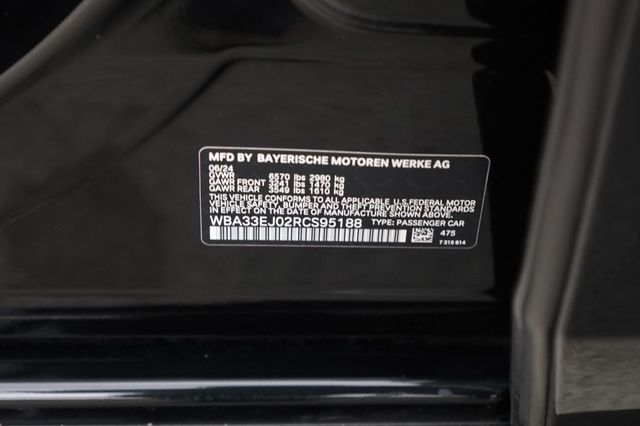 MFD BY BAYERISCHE MOTOREN WERKE AG
06/24
GVWR 6570 lbs 2980 kg
GAWR FRONT 3241 lbs 1470 kg
GAWR REAR 3549 lbs 1610 kg
THIS VEHICLE CONFORMS TO ALL APPLICABLE U.S.FEDERAL MOTOR
VEHICLE SAFETY, BUMPER AND THEFT PREVENTION STANDARDS IN
EFFECT ON THE DATE OF MANUFACTURE SHOWN ABOVE.
WBA33EJ02RCS95188 TYPE: PASSENGER CAR
475
7 315 814